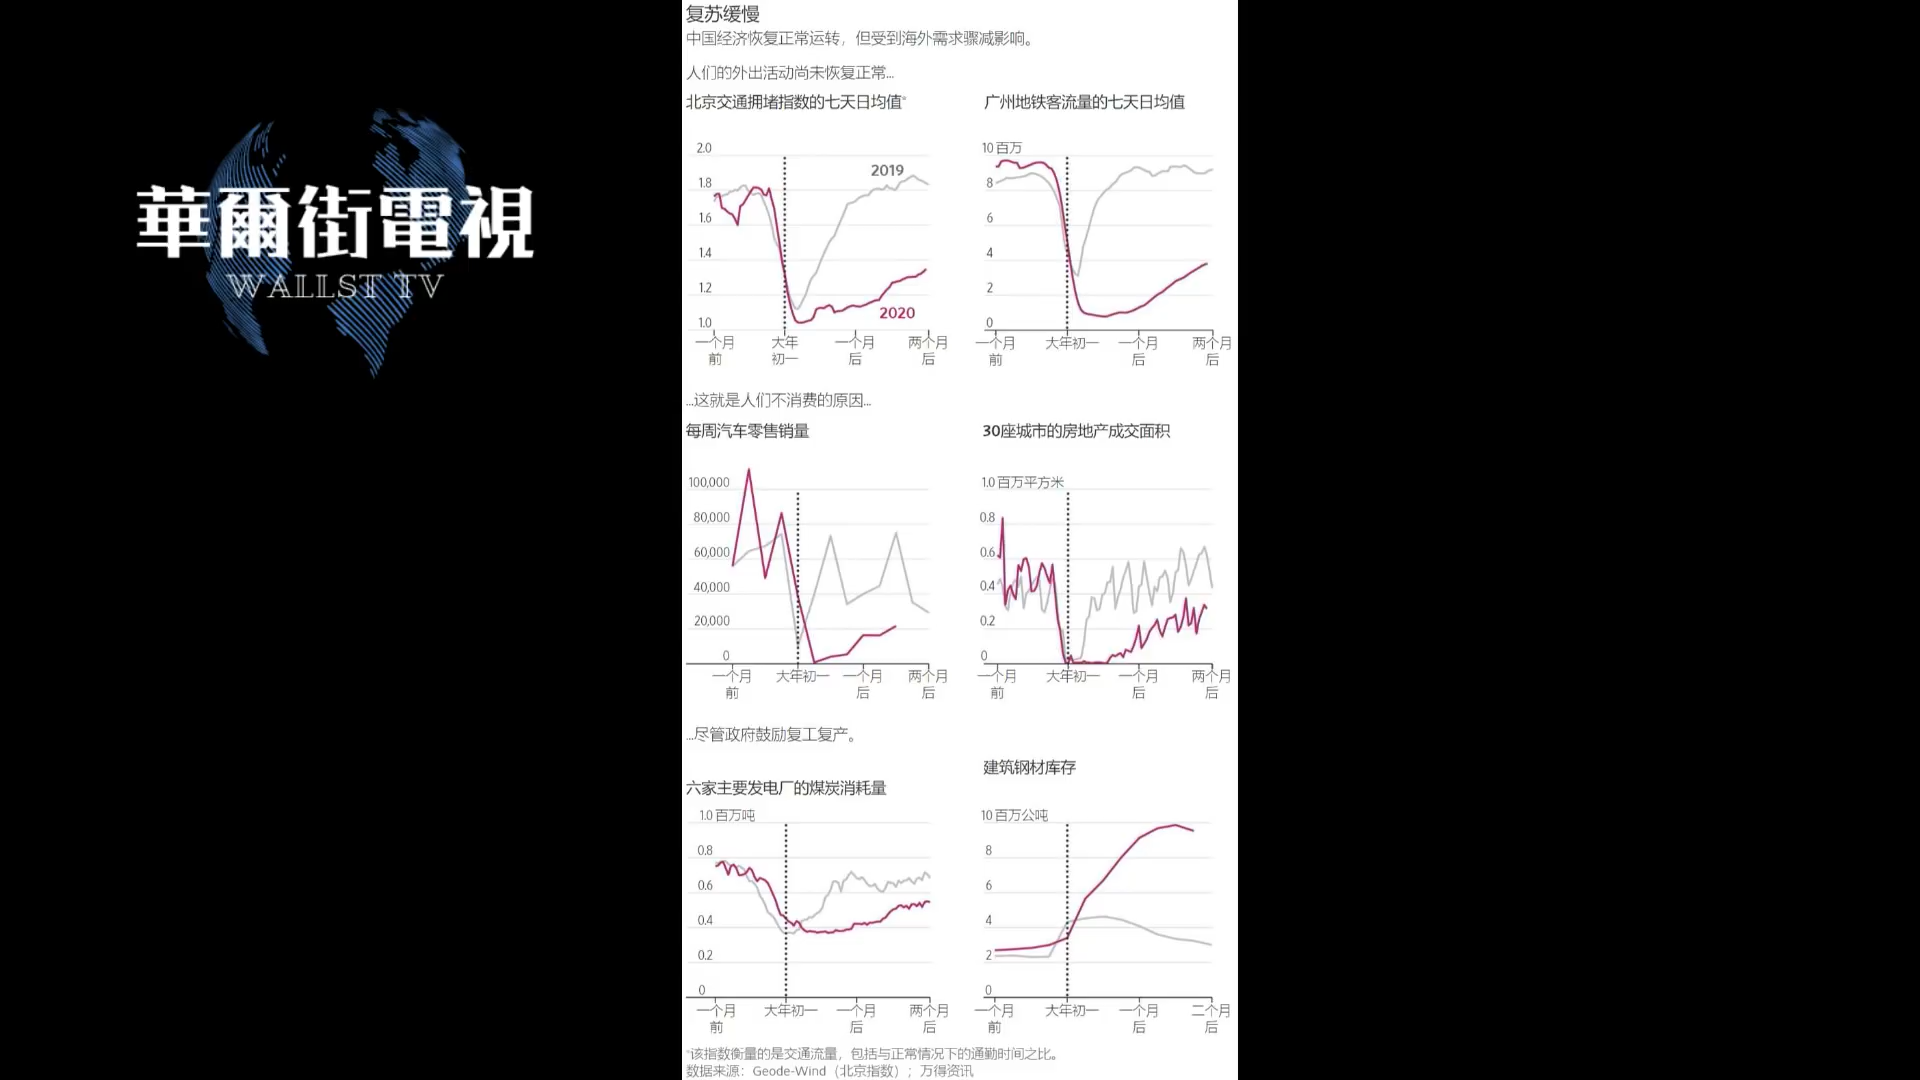 華爾街電視
WALLST TV
复苏缓慢
中国经济恢复正常运转，但受到海外需求骤减影响。
人们的外出活动尚未恢复正常...
北京交通拥堵指数的七天日均值*
2.0
1.8
1.6
1.4
1.2
1.0
2019
2020
一个月前
大年初一
一个月后
两个月后
广州地铁客流量的七天日均值
10 百万
8
6
4
2
0
一个月前
大年初一
一个月后
两个月后
...这就是人们不消费的原因...
每周汽车零售销量
100,000
80,000
60,000
40,000
20,000
0
一个月前
大年初一
一个月后
两个月后
30座城市的房地产成交面积
1.0 百万平方米
0.8
0.6
0.4
0.2
0
一个月前
大年初一
一个月后
两个月后
...尽管政府鼓励复工复产。
六家主要发电厂的煤炭消耗量
1.0 百万吨
0.8
0.6
0.4
0.2
0
一个月前
大年初一
一个月后
两个月后
建筑钢材库存
10 百万公吨
8
6
4
2
0
一个月前
大年初一
一个月后
二个月后
*该指数衡量的是交通流量，包括与正常情况下的通勤时间之比。
数据来源：Geode-Wind（北京指数）；万得资讯